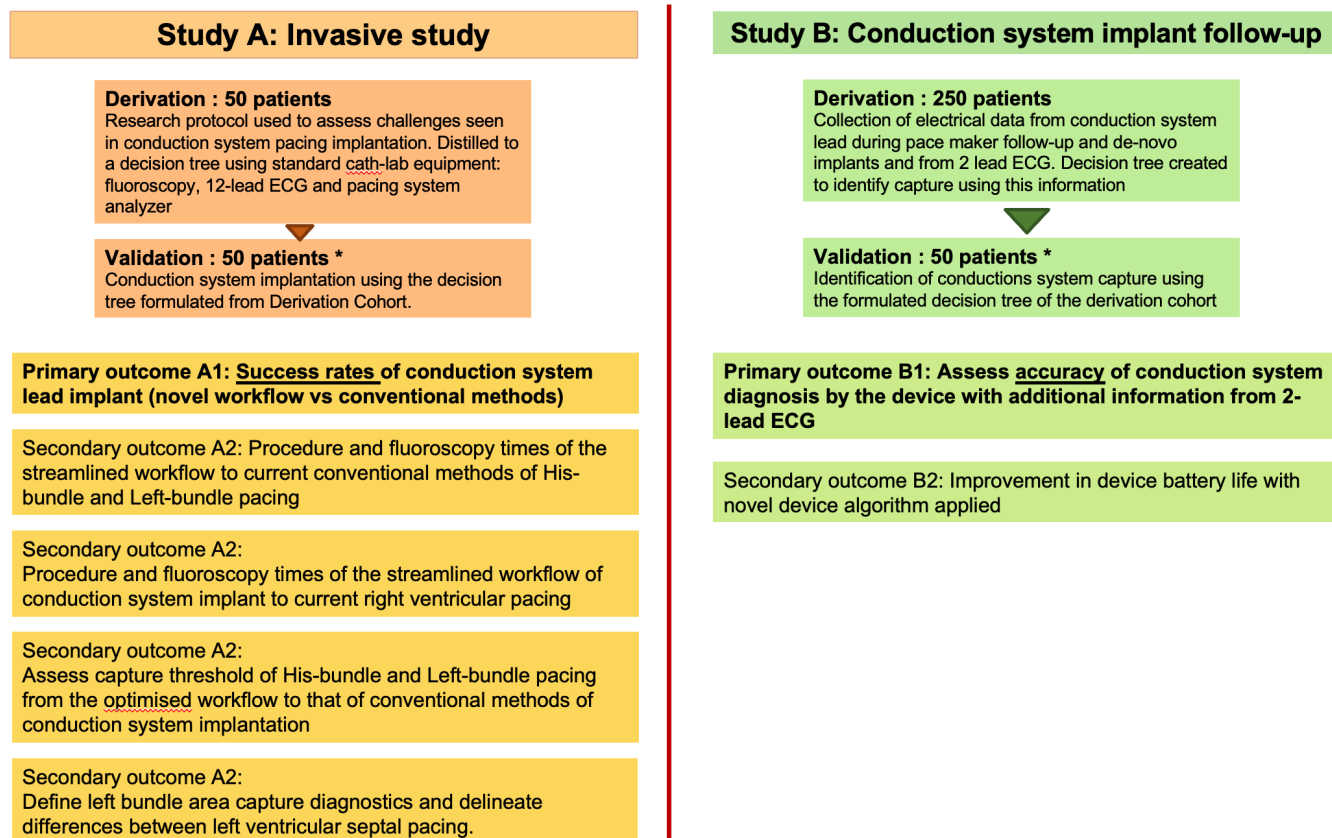 Study A: Invasive study
Derivation : 50 patients
Research protocol used to assess challenges seen
in conduction system pacing implantation. Distilled to
a decision tree using standard cath-lab equipment:
fluoroscopy, 12-lead ECG and pacing system
analyzer
Validation : 50 patients *
Conduction system implantation using the decision
tree formulated from Derivation Cohort.
Primary outcome A1: Success rates of conduction system
lead implant (novel workflow vs conventional methods)
Secondary outcome A2: Procedure and fluoroscopy times of the
streamlined workflow to current conventional methods of His-
bundle and Left-bundle pacing
Secondary outcome A2:
Procedure and fluoroscopy times of the streamlined workflow of
conduction system implant to current right ventricular pacing
Secondary outcome A2:
Assess capture threshold of His-bundle and Left-bundle pacing
from the optimised workflow to that of conventional methods of
conduction system implantation
Secondary outcome A2:
Define left bundle area capture diagnostics and delineate
differences between left ventricular septal pacing.
Study B: Conduction system implant follow-up
Derivation : 250 patients
Collection of electrical data from conduction system
lead during pace maker follow-up and de-novo
implants and from 2 lead ECG. Decision tree created
to identify capture using this information
Validation : 50 patients *
Identification of conductions system capture using
the formulated decision tree of the derivation cohort
Primary outcome B1: Assess accuracy of conduction system
diagnosis by the device with additional information from 2-
lead ECG
Secondary outcome B2: Improvement in device battery life with
novel device algorithm applied